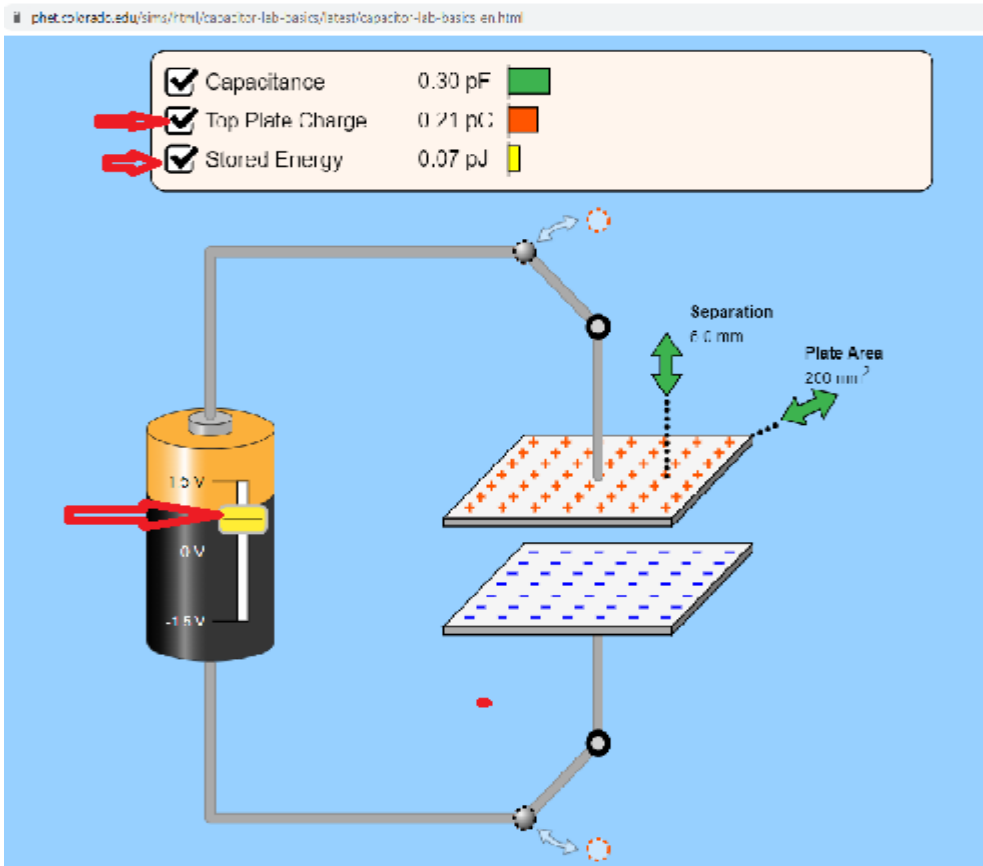 phet.colorado.edu/sims/html/capacitor-lab-basics/latest/capacitor-lab-basics_en.html
Capacitance 0.30 pF
Top Plate Charge 0.21 pC
Stored Energy 0.07 pJ
Separation
6.0 mm
Plate Area
200 mm²
1.5 V
0 V
-1.5 V